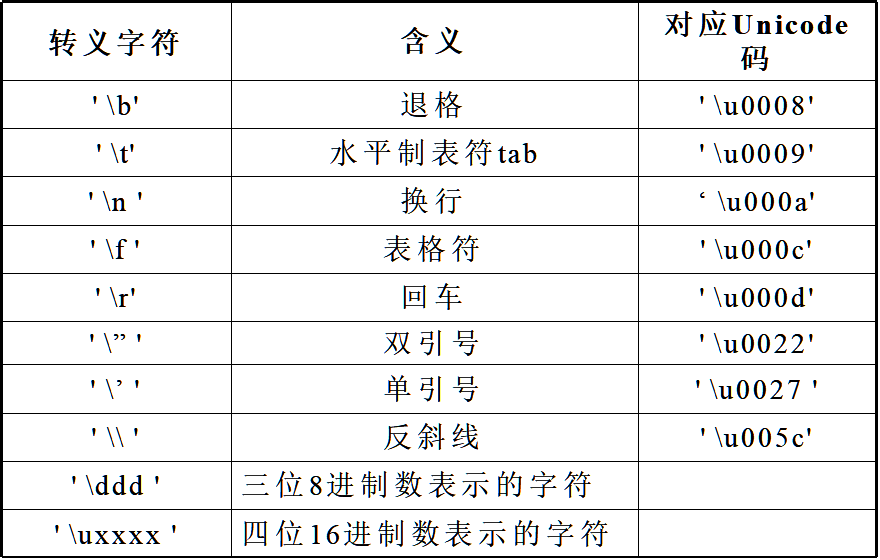 转义字符 含义 对应Unicode
码
'\b' 退格 '\u0008'
'\t' 水平制表符tab '\u0009'
'\n ' 换行 ‘\u000a'
'\f ' 表格符 '\u000c'
'\r' 回车 '\u000d'
'\” ' 双引号 '\u0022'
'\’ ' 单引号 '\u0027 '
'\\ ' 反斜线 '\u005c'
'\ddd ' 三位8进制数表示的字符
'\uxxxx ' 四位16进制数表示的字符